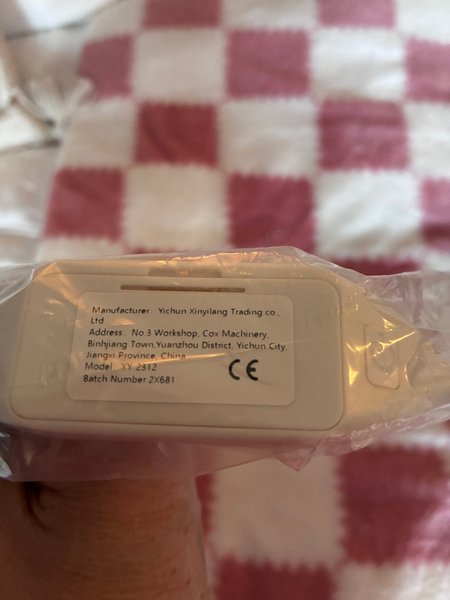 Manufacturer: Yichun Xinyilang Trading co.,
Ltd
Address: No.3 Workshop, Cox Machinery,
Binhjiang Town,Yuanzhou District, Yichun City,
Jiangxi Province, China
Model: XY-2312
Batch Number:2X681
CE